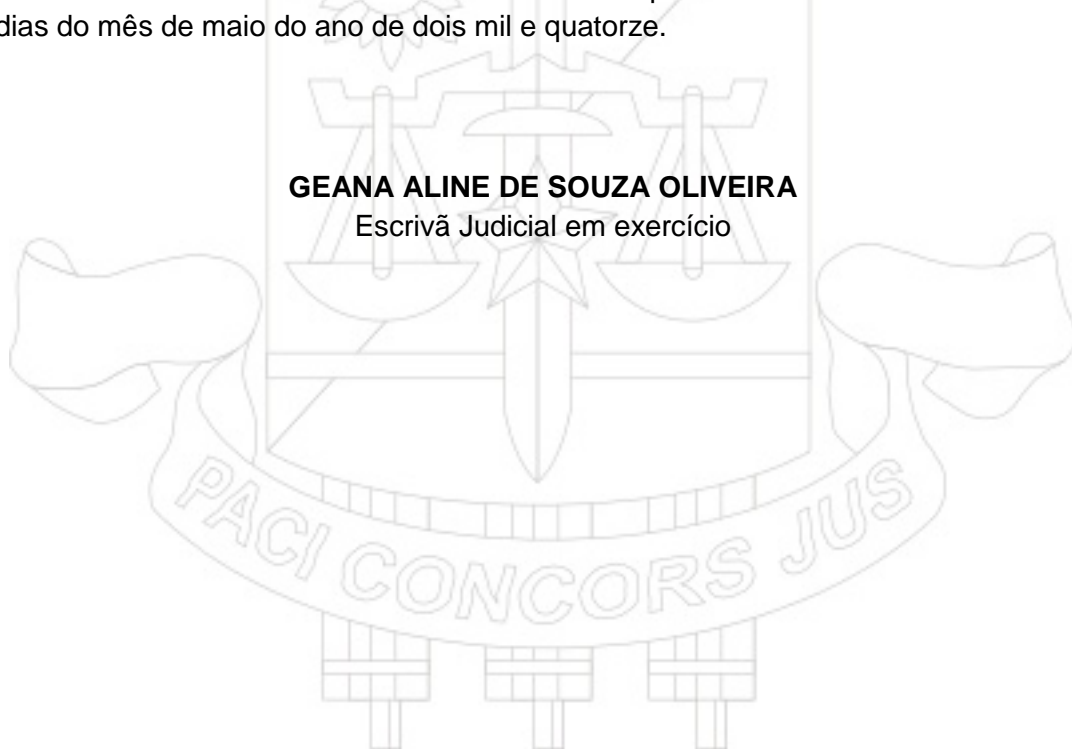 dias do mês de maio do ano de dois mil e quatorze.
GEANA ALINE DE SOUZA OLIVEIRA
Escrivã Judicial em exercício
PACI CONCORS JUS